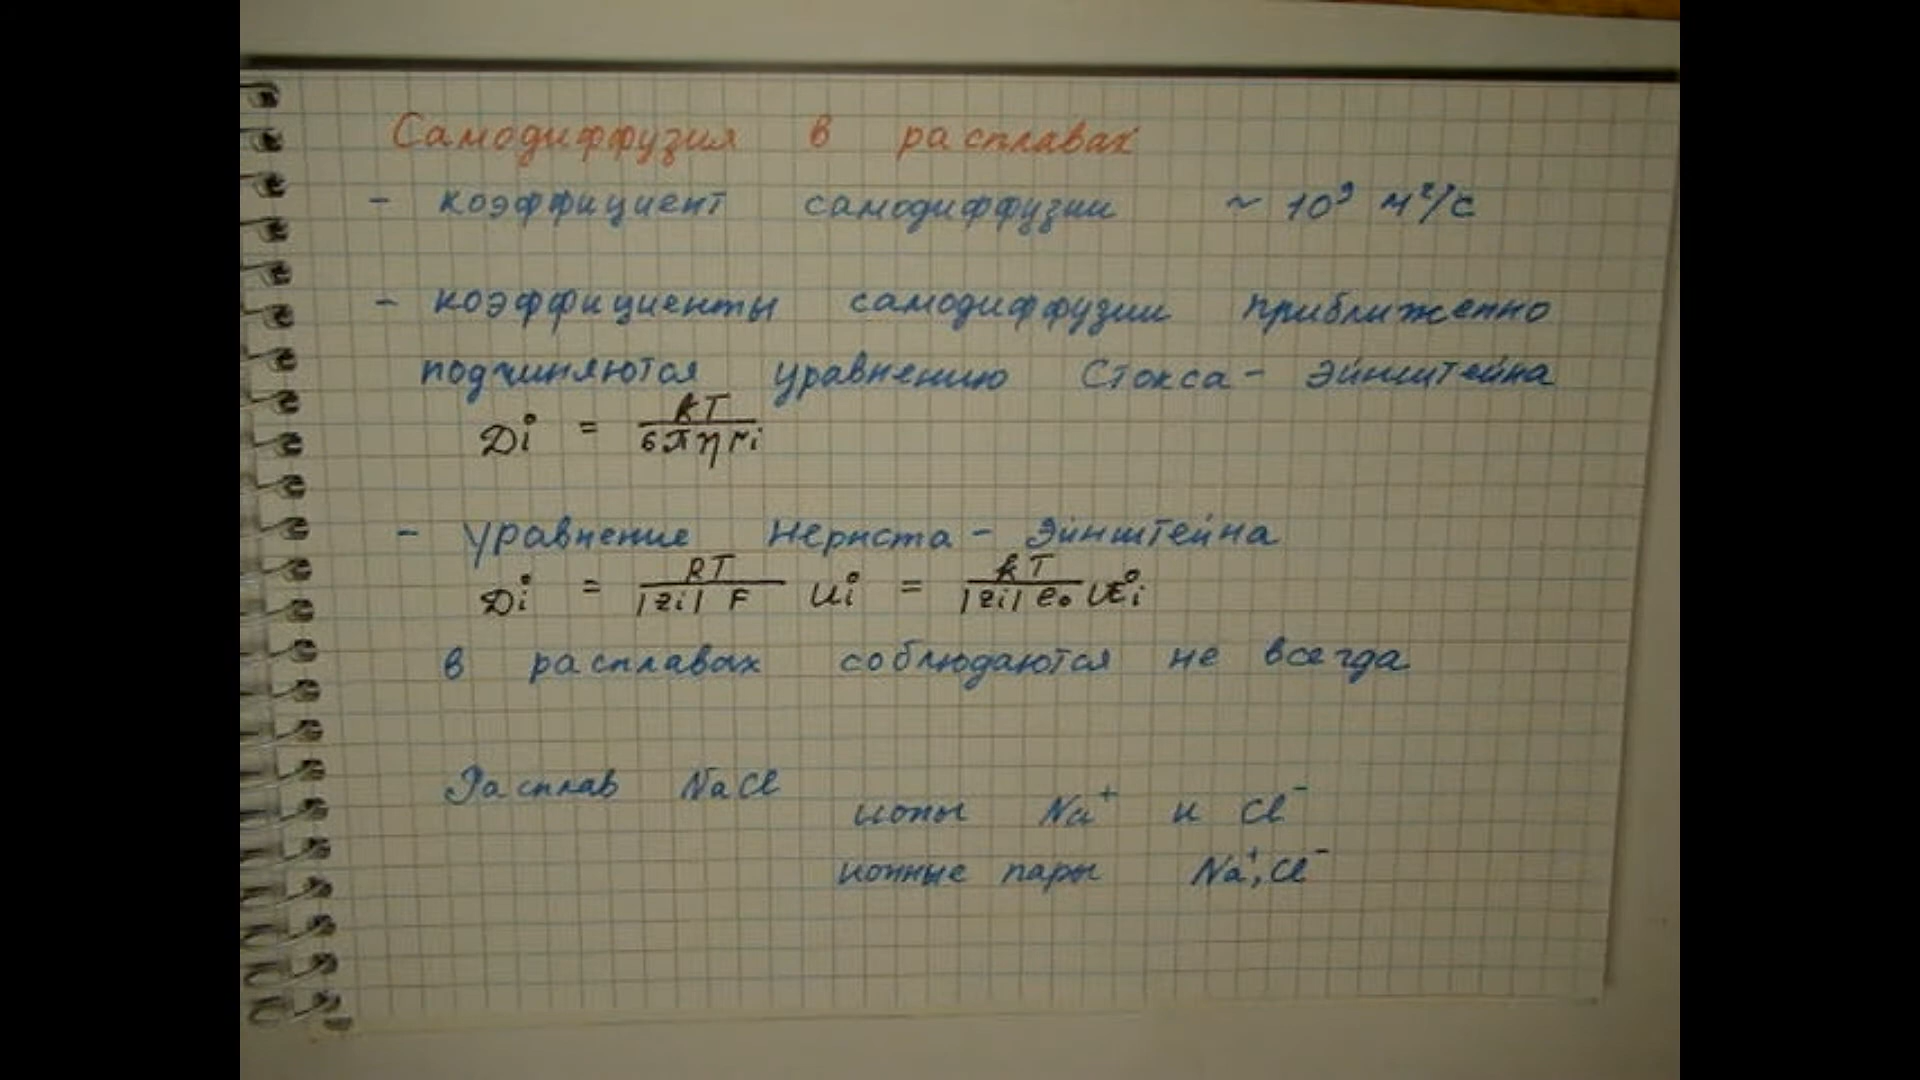 Самодиффузия в расплавах
- коэффициент самодиффузии ~ 10⁹ м²/с
- коэффициенты самодиффузии приближенно
подчиняются уравнению Стокса - Эйнштейна
Di° = kT / 6πηri
- уравнение Нернста - Эйнштейна
Di° = RT / |zi| F ui° = kT / |zi| e₀ ui°
в расплавах соблюдаются не всегда
Расплав NaCl
ионы Na⁺ и Cl⁻
ионные пары Na⁺, Cl⁻